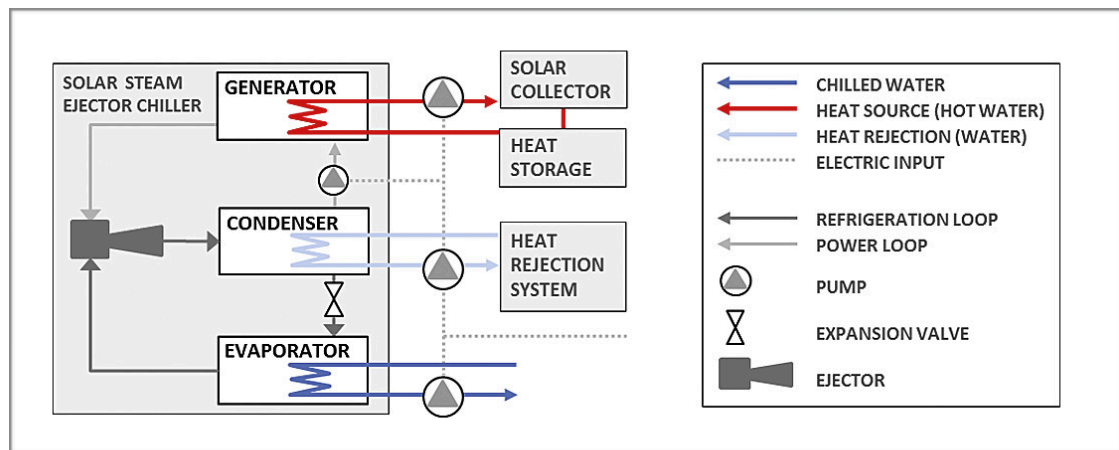 SOLAR STEAM
EJECTOR CHILLER
GENERATOR
CONDENSER
EVAPORATOR
SOLAR
COLLECTOR
HEAT
STORAGE
HEAT
REJECTION
SYSTEM
CHILLED WATER
HEAT SOURCE (HOT WATER)
HEAT REJECTION (WATER)
ELECTRIC INPUT
REFRIGERATION LOOP
POWER LOOP
PUMP
EXPANSION VALVE
EJECTOR